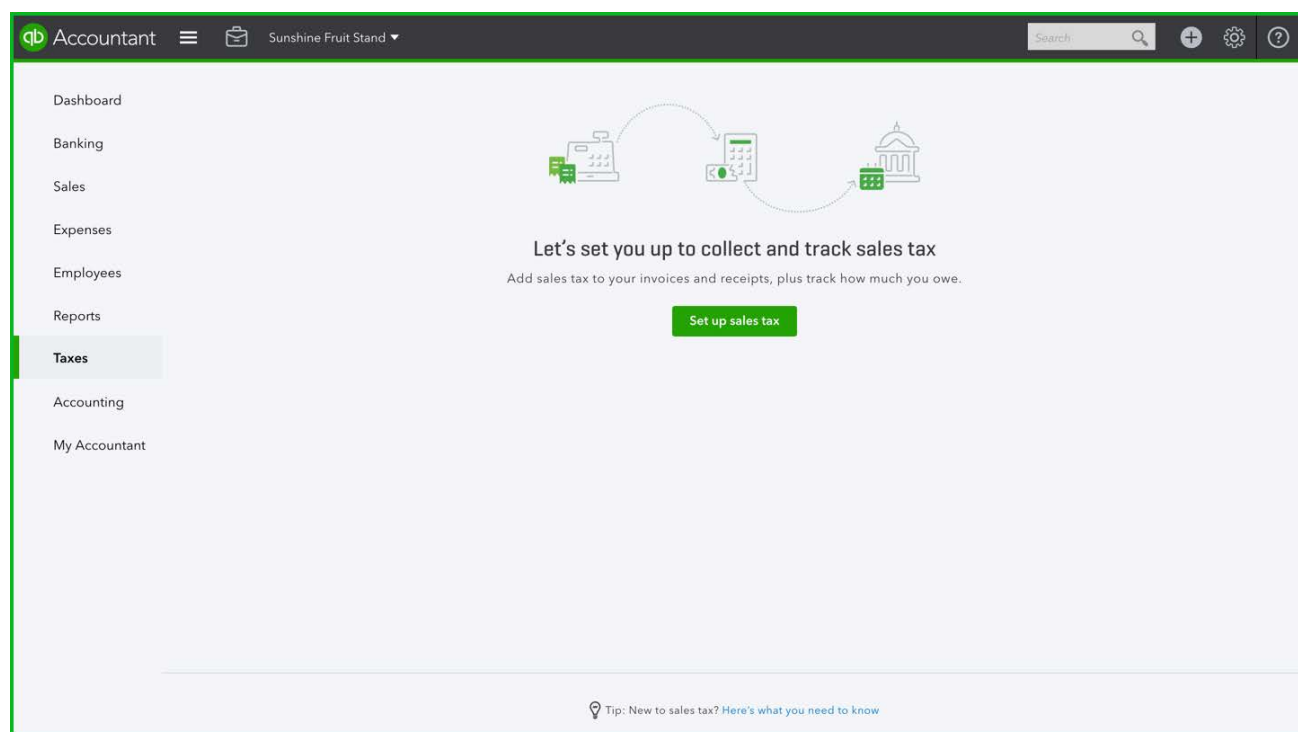 qb Accountant
Sunshine Fruit Stand
Search
Dashboard
Banking
Sales
Expenses
Employees
Reports
Taxes
Accounting
My Accountant
Let's set you up to collect and track sales tax
Add sales tax to your invoices and receipts, plus track how much you owe.
Set up sales tax
Tip: New to sales tax? Here's what you need to know